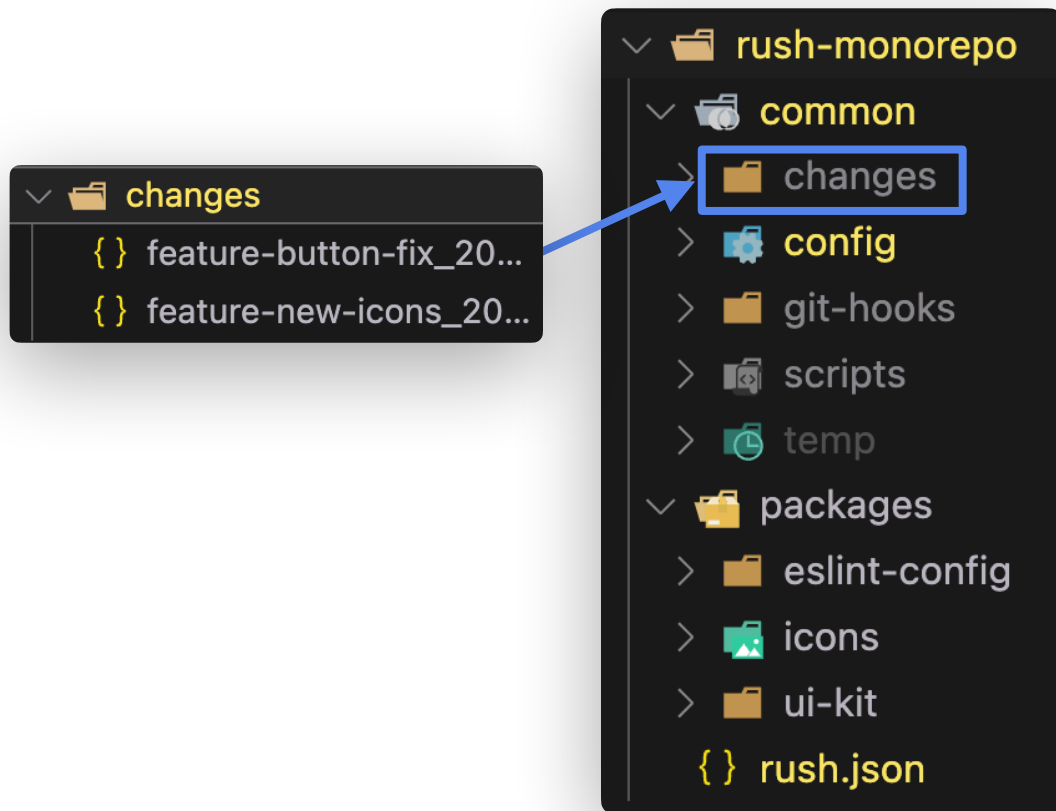 changes
{ } feature-button-fix_20...
{ } feature-new-icons_20...
rush-monorepo
common
changes
config
git-hooks
scripts
temp
packages
eslint-config
icons
ui-kit
{ } rush.json